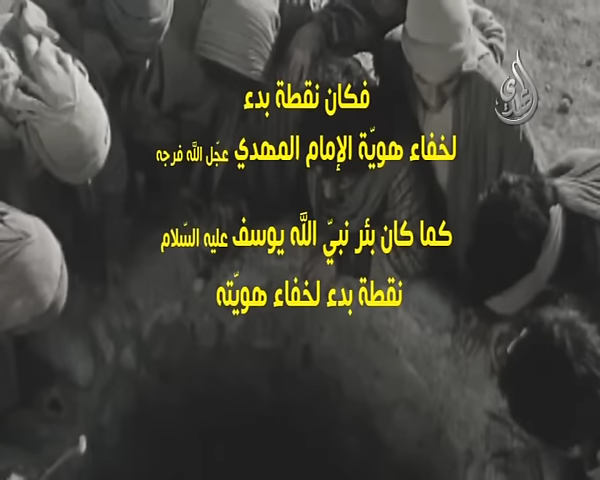 فكان نقطة بدء
لخفاء هويّة الإمام المهدي عجّل الله فرجه
كما كان بئر نبيّ الله يوسف عليه السّلام
نقطة بدء لخفاء هويّته